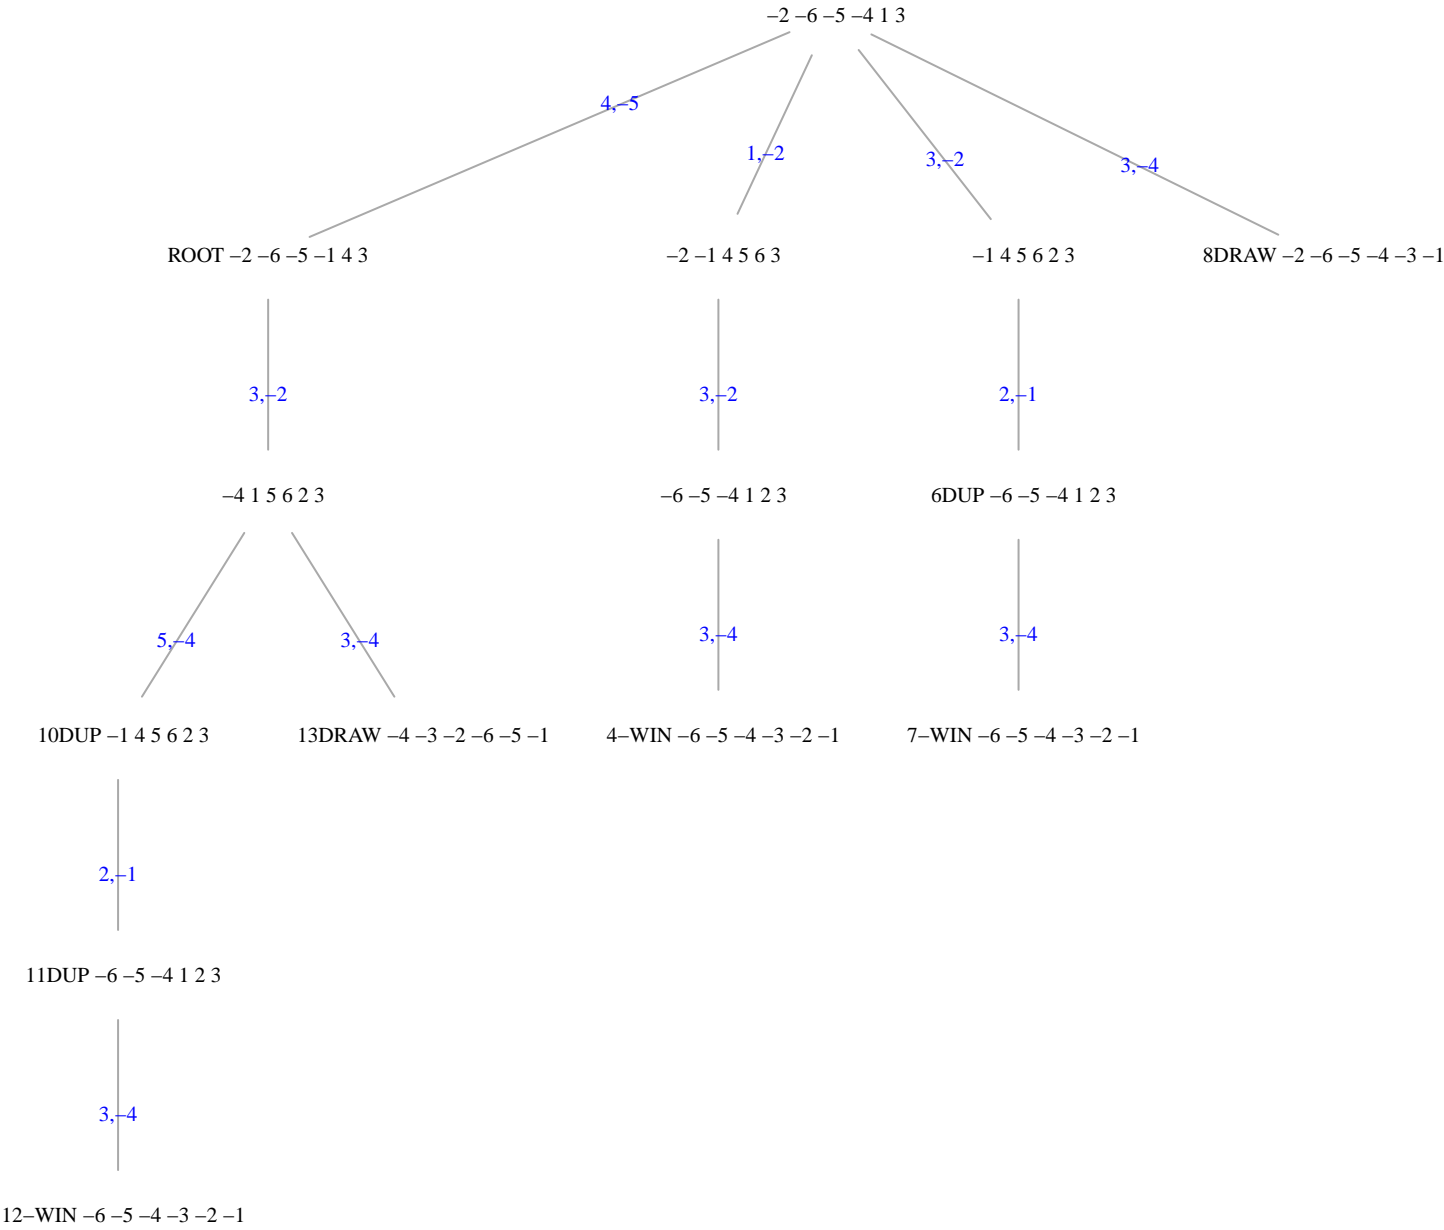 –2 –6 –5 –4 1 3
4,–5
1,–2
3,–2
3,–4
ROOT –2 –6 –5 –1 4 3
–2 –1 4 5 6 3
–1 4 5 6 2 3
8DRAW –2 –6 –5 –4 –3 –1
3,–2
3,–2
2,–1
–4 1 5 6 2 3
–6 –5 –4 1 2 3
6DUP –6 –5 –4 1 2 3
5,–4
3,–4
3,–4
3,–4
10DUP –1 4 5 6 2 3
13DRAW –4 –3 –2 –6 –5 –1
4–WIN –6 –5 –4 –3 –2 –1
7–WIN –6 –5 –4 –3 –2 –1
2,–1
11DUP –6 –5 –4 1 2 3
3,–4
12–WIN –6 –5 –4 –3 –2 –1